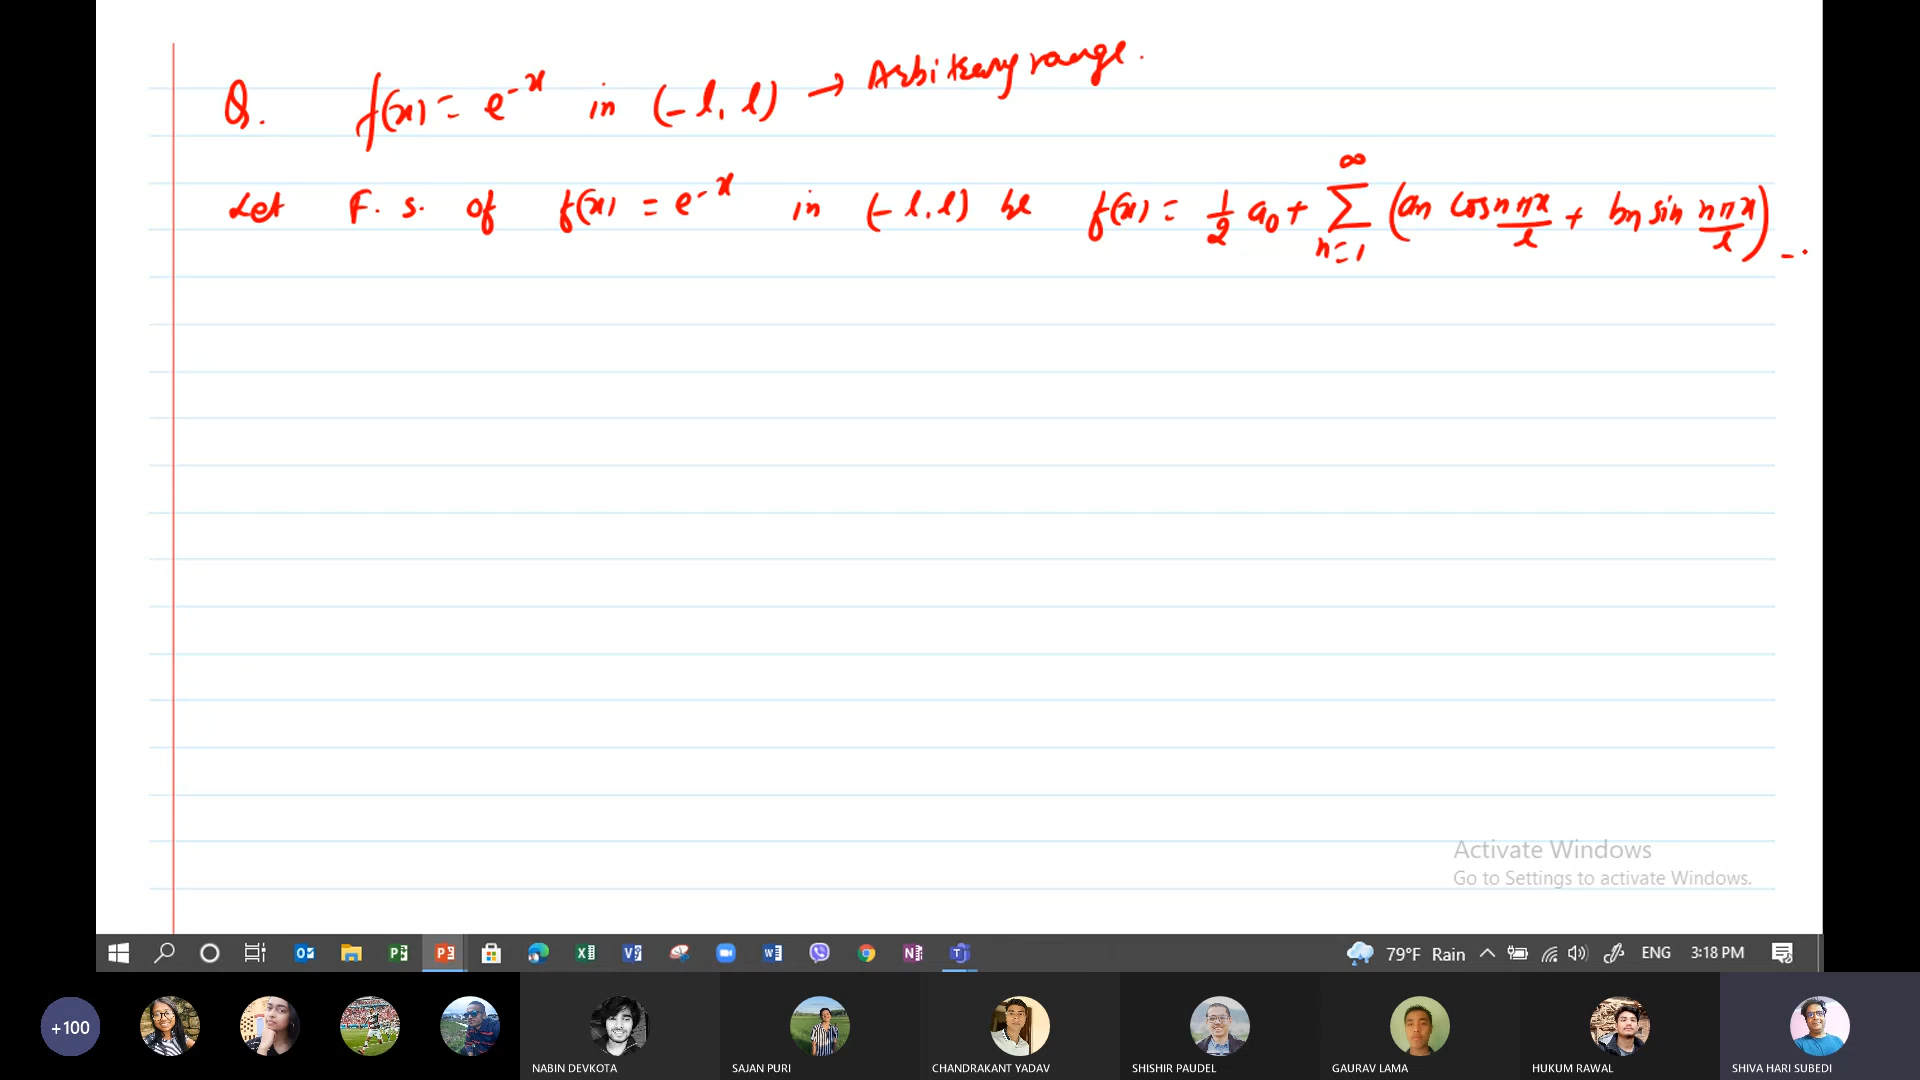 Q. f(x) = e^-x in (-l, l) → Arbitrary range.
Let F. S. of f(x) = e^-x in (-l, l) be f(x) = 1/2 a0 + ∑ n=1 ∞ (an cos nπx/l + bn sin nπx/l) -..
Activate Windows
Go to Settings to activate Windows.
79°F Rain ENG 3:18 PM
+100
NABIN DEVKOTA
SAJAN PURI
CHANDRAKANT YADAV
SHISHIR PAUDEL
GAURAV LAMA
HUKUM RAWAL
SHIVA HARI SUBEDI